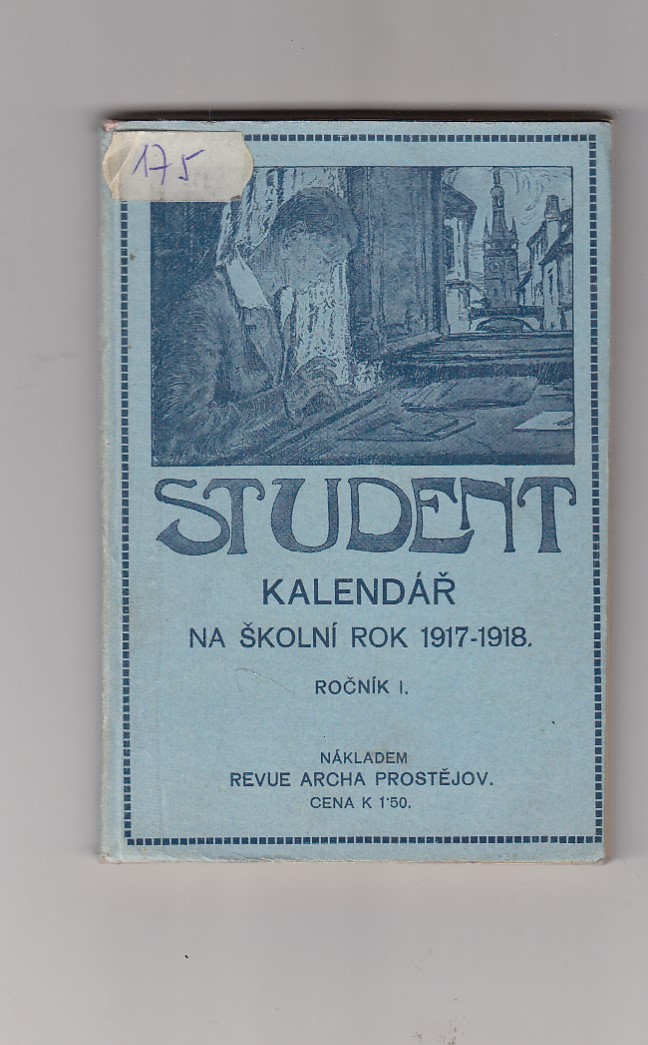 175
STUDENT
KALENDÁŘ
NA ŠKOLNÍ ROK 1917-1918.
ROČNÍK I.
NÁKLADEM
REVUE ARCHA PROSTĚJOV.
CENA K 1·50.